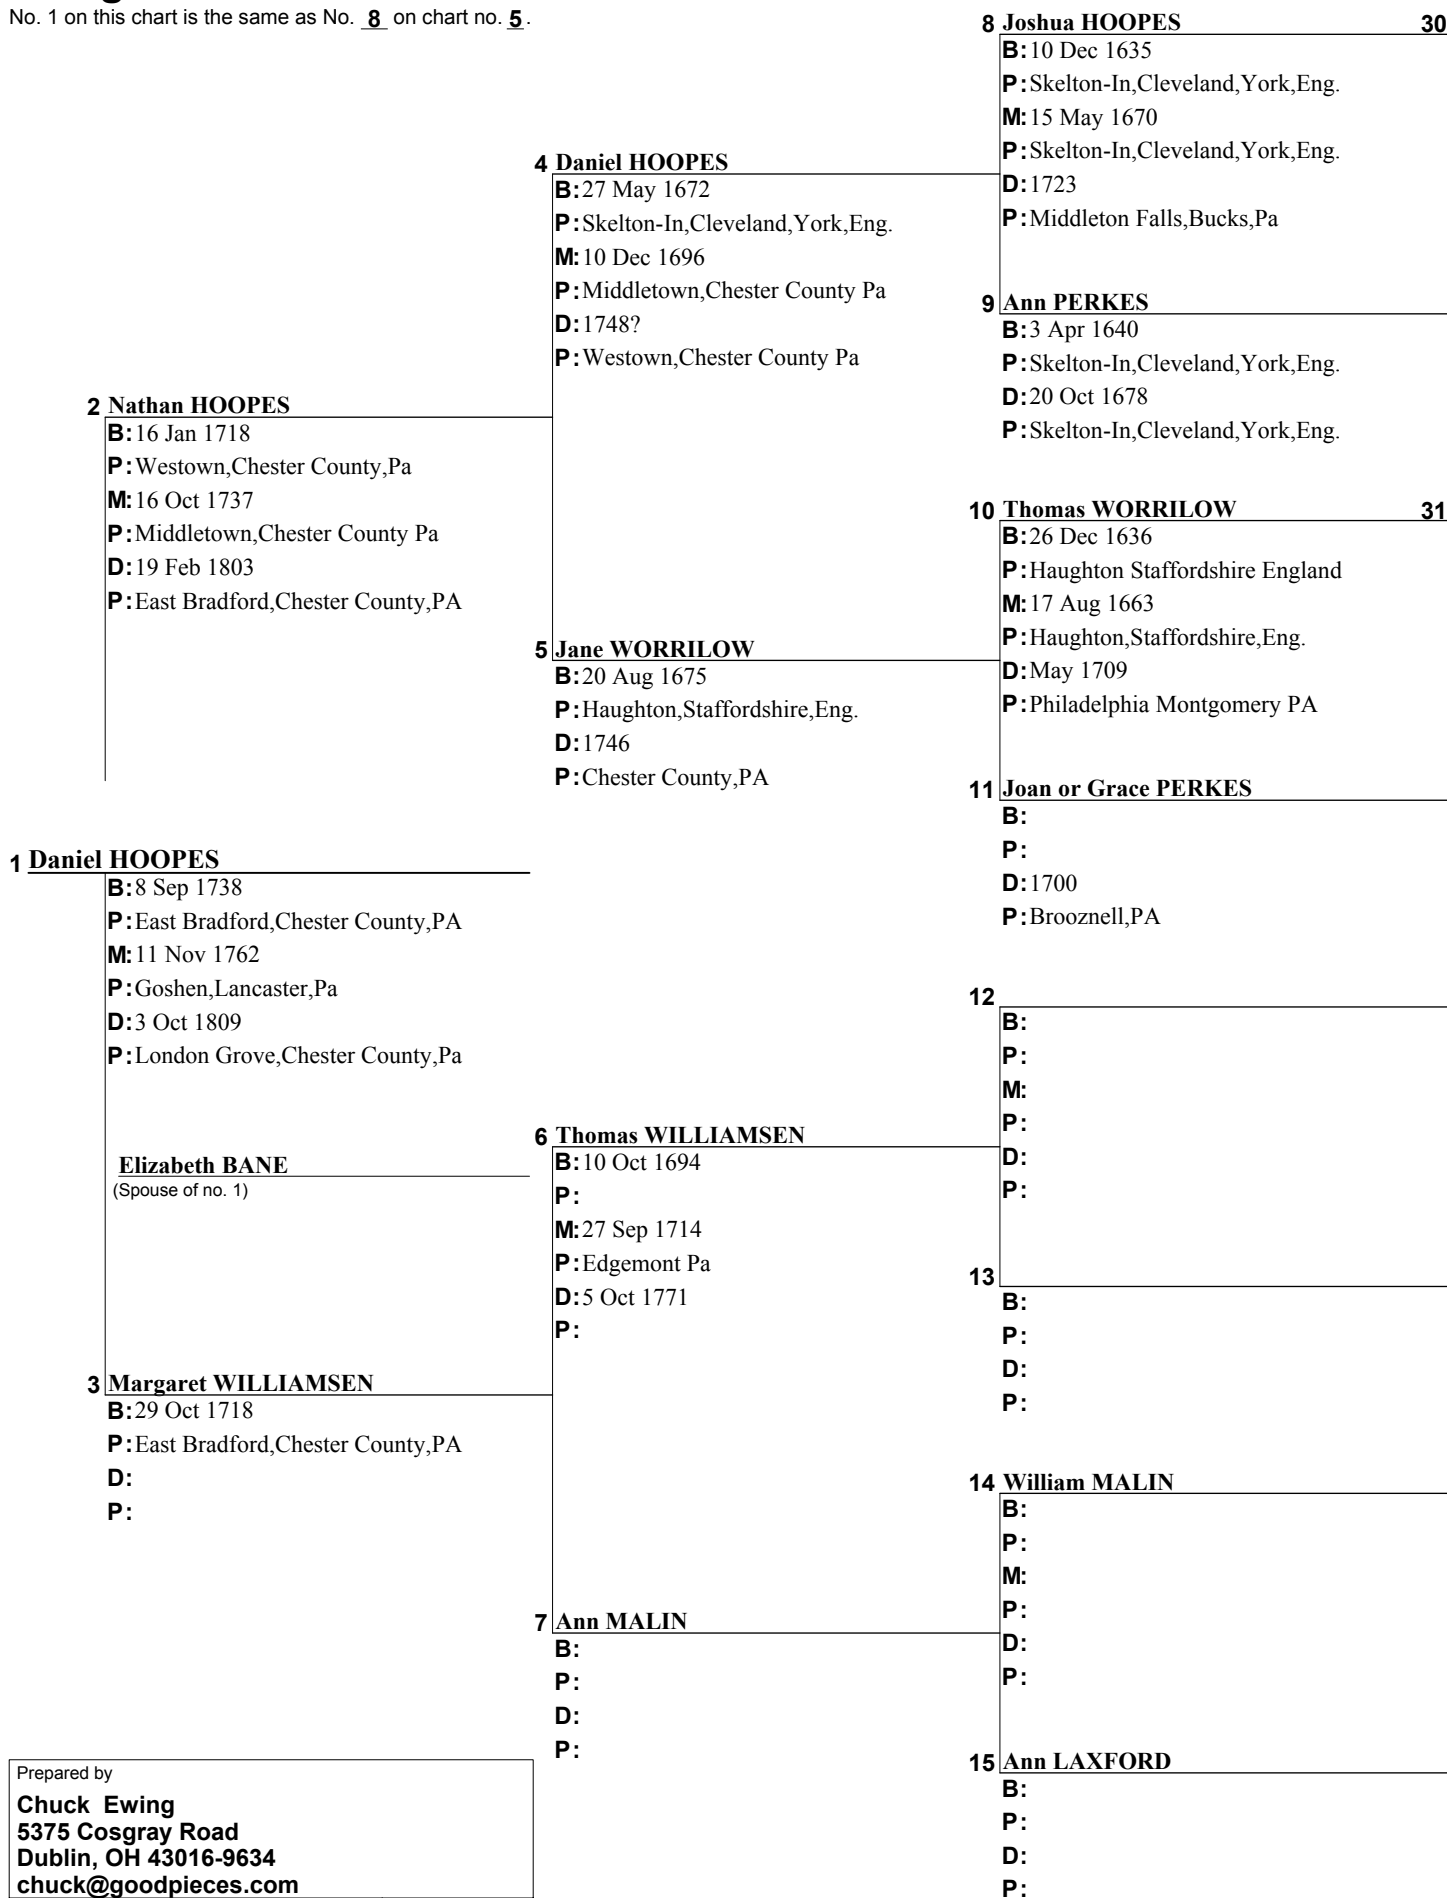 No. 1 on this chart is the same as No. 8 on chart no. 5.
8 Joshua HOOPES 30
B: 10 Dec 1635
P: Skelton-In,Cleveland,York,Eng.
M: 15 May 1670
P: Skelton-In,Cleveland,York,Eng.
D: 1723
P: Middleton Falls,Bucks,Pa
4 Daniel HOOPES
B: 27 May 1672
P: Skelton-In,Cleveland,York,Eng.
M: 10 Dec 1696
P: Middletown,Chester County Pa
D: 1748?
P: Westown,Chester County Pa
9 Ann PERKES
B: 3 Apr 1640
P: Skelton-In,Cleveland,York,Eng.
D: 20 Oct 1678
P: Skelton-In,Cleveland,York,Eng.
2 Nathan HOOPES
B: 16 Jan 1718
P: Westown,Chester County,Pa
M: 16 Oct 1737
P: Middletown,Chester County Pa
D: 19 Feb 1803
P: East Bradford,Chester County,PA
10 Thomas WORRILOW 31
B: 26 Dec 1636
P: Haughton Staffordshire England
M: 17 Aug 1663
P: Haughton,Staffordshire,Eng.
D: May 1709
P: Philadelphia Montgomery PA
5 Jane WORRILOW
B: 20 Aug 1675
P: Haughton,Staffordshire,Eng.
D: 1746
P: Chester County,PA
11 Joan or Grace PERKES
B:
P:
D: 1700
P: Brooznell,PA
1 Daniel HOOPES
B: 8 Sep 1738
P: East Bradford,Chester County,PA
M: 11 Nov 1762
P: Goshen,Lancaster,Pa
D: 3 Oct 1809
P: London Grove,Chester County,Pa
Elizabeth BANE
(Spouse of no. 1)
12
B:
P:
M:
P:
D:
P:
6 Thomas WILLIAMSEN
B: 10 Oct 1694
P:
M: 27 Sep 1714
P: Edgemont Pa
D: 5 Oct 1771
P:
13
B:
P:
D:
P:
3 Margaret WILLIAMSEN
B: 29 Oct 1718
P: East Bradford,Chester County,PA
D:
P:
14 William MALIN
B:
P:
M:
P:
D:
P:
7 Ann MALIN
B:
P:
D:
P:
15 Ann LAXFORD
B:
P:
D:
P:
Prepared by
Chuck Ewing
5375 Cosgray Road
Dublin, OH 43016-9634
chuck@goodpieces.com